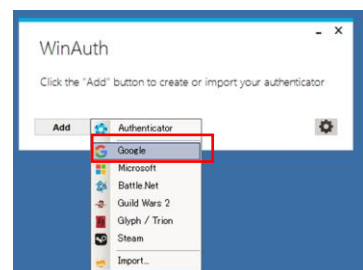 WinAuth
Click the "Add" button to create or import your authenticator
Add
Authenticator
Google
Microsoft
Battle.Net
Guild Wars 2
Glyph / Trion
Steam
Import...